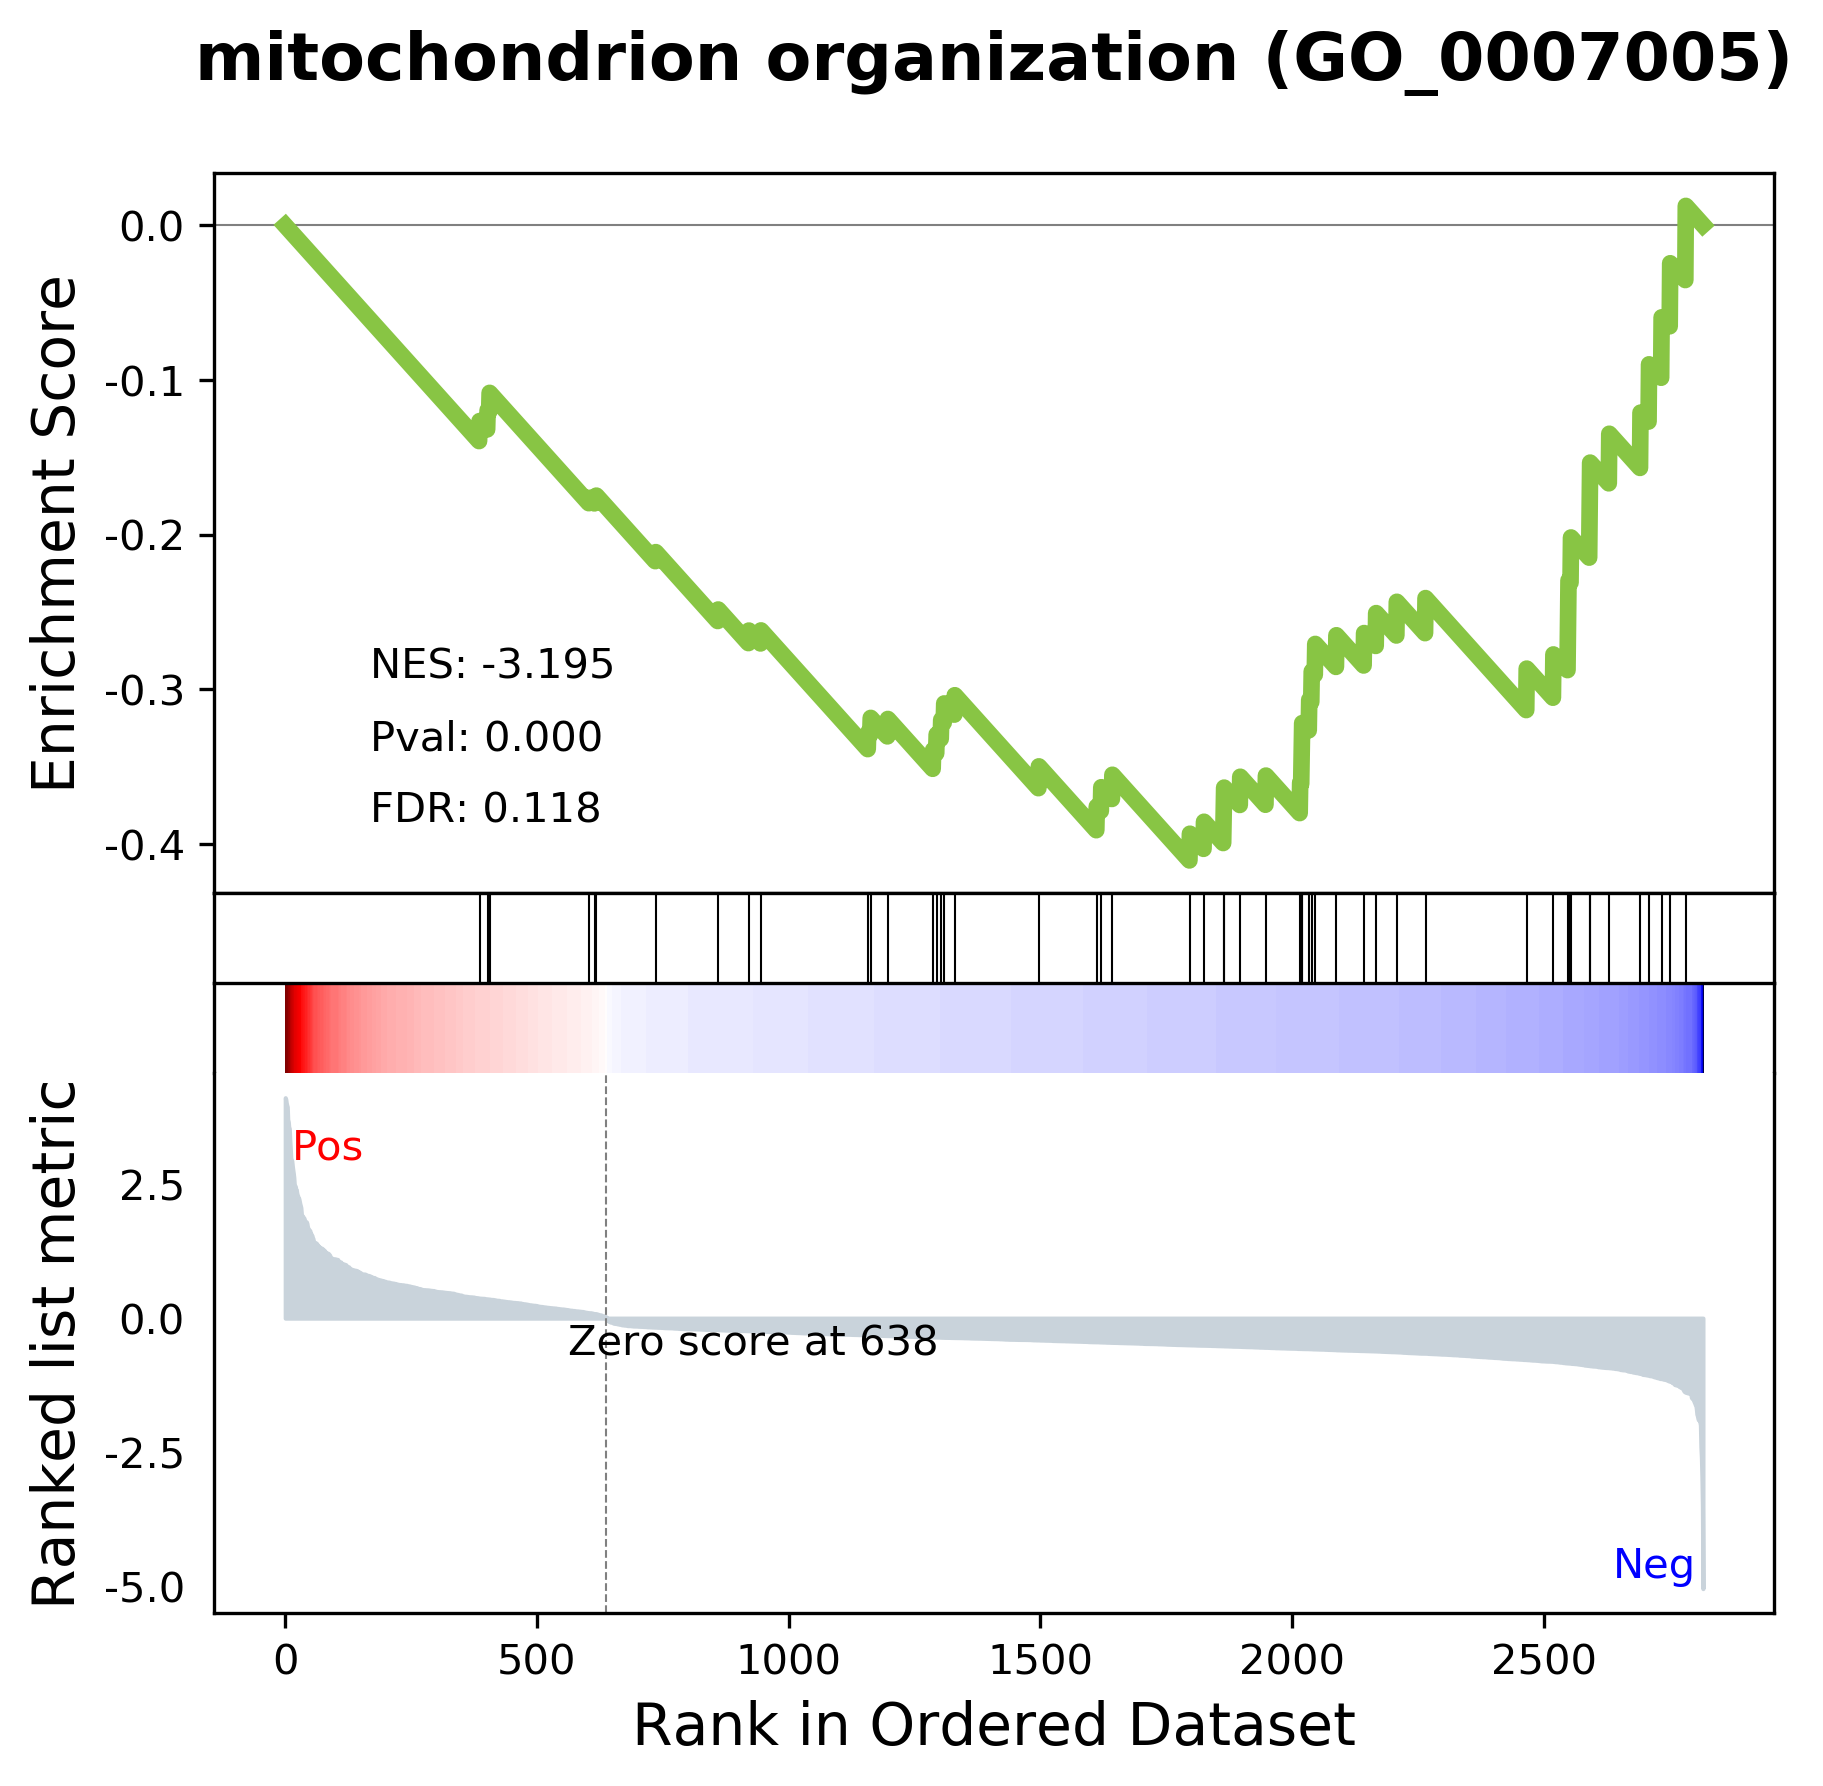 mitochondrion organization (GO_0007005)
Enrichment Score
0.0
-0.1
-0.2
-0.3
-0.4
NES: -3.195
Pval: 0.000
FDR: 0.118
Ranked list metric
2.5
0.0
-2.5
-5.0
Pos
Zero score at 638
Neg
0 500 1000 1500 2000 2500
Rank in Ordered Dataset